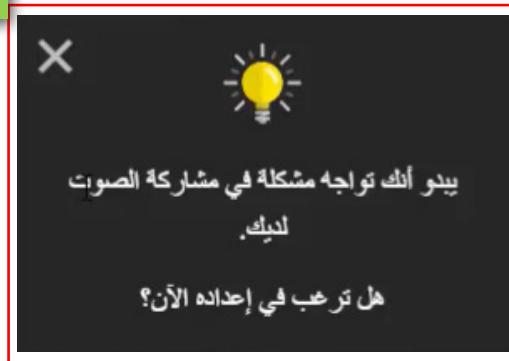 يبدو أنك تواجه مشكلة في مشاركة الصوت
لديك.
هل ترغب في إعداده الآن؟